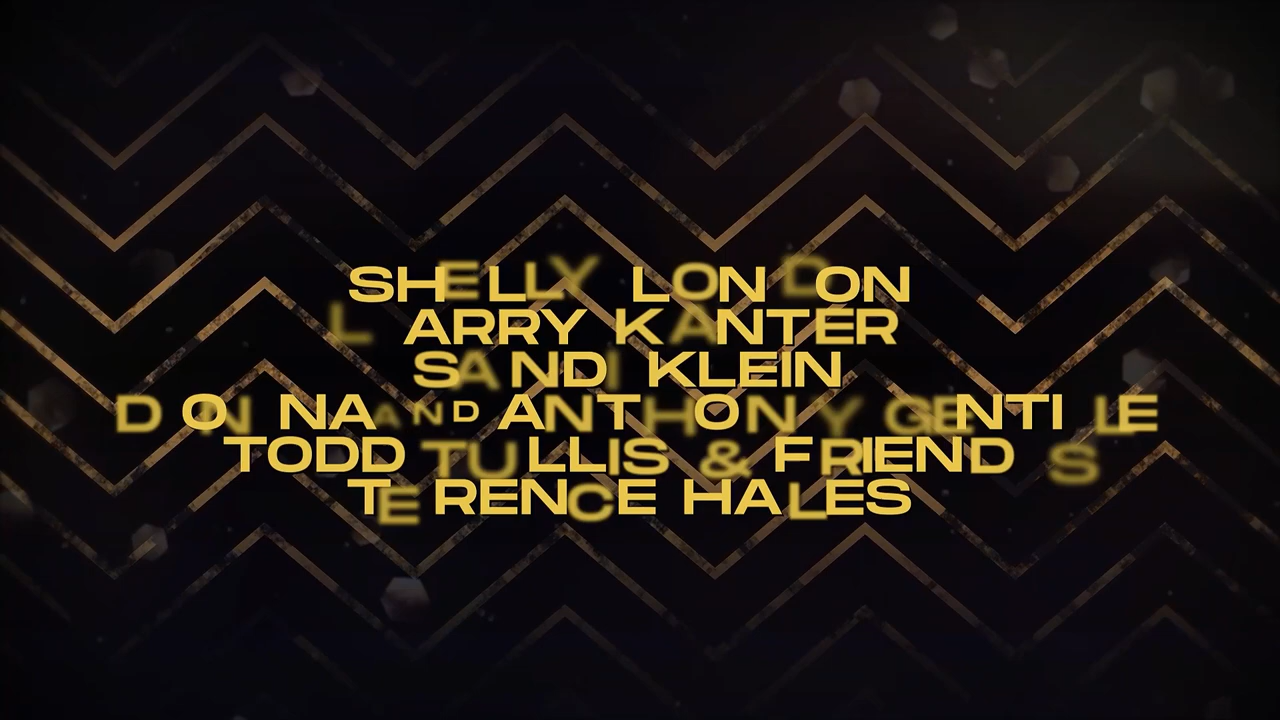 SHELLY LONDON
LARRY KANTER
SANDI KLEIN
DONNA AND ANTHONY GENTILE
TODD TULLIS & FRIENDS
TERENCE HALES